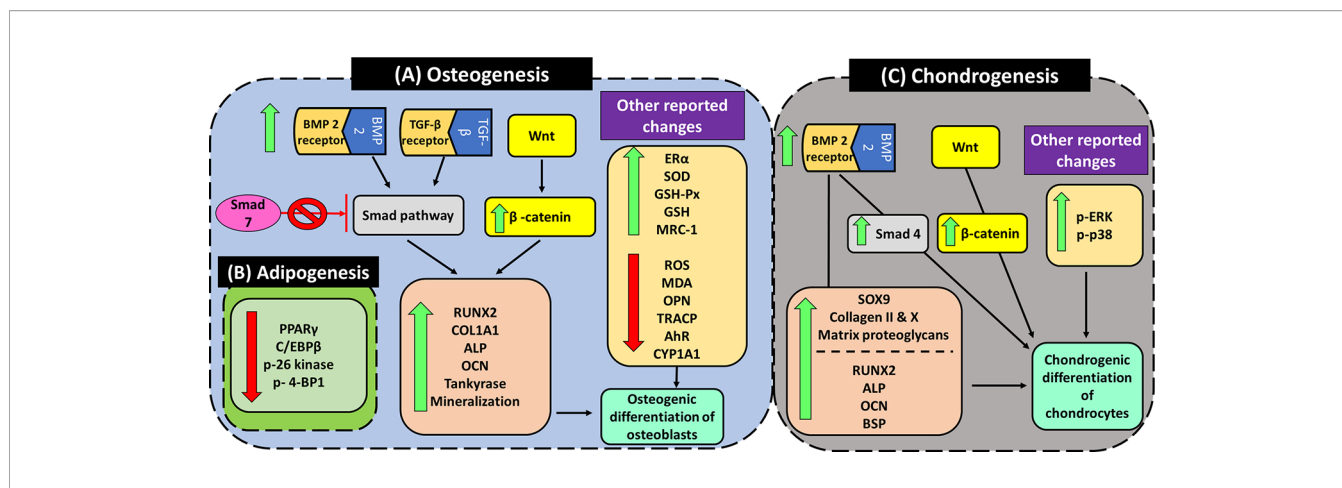 (A) Osteogenesis
BMP 2
receptor
BMP
2
TGF-β
receptor
TGF-
β
Wnt
Smad
7
Smad pathway
β -catenin
RUNX2
COL1A1
ALP
OCN
Tankyrase
Mineralization
Other reported
changes
ERα
SOD
GSH-Px
GSH
MRC-1
ROS
MDA
OPN
TRACP
AhR
CYP1A1
Osteogenic
differentiation of
osteoblasts
(B) Adipogenesis
PPARγ
C/EBPβ
p-26 kinase
p- 4-BP1
(C) Chondrogenesis
BMP 2
receptor
BMP
2
Wnt
Other reported
changes
Smad 4
β-catenin
p-ERK
p-p38
SOX9
Collagen II & X
Matrix proteoglycans
RUNX2
ALP
OCN
BSP
Chondrogenic
differentiation
of
chondrocytes